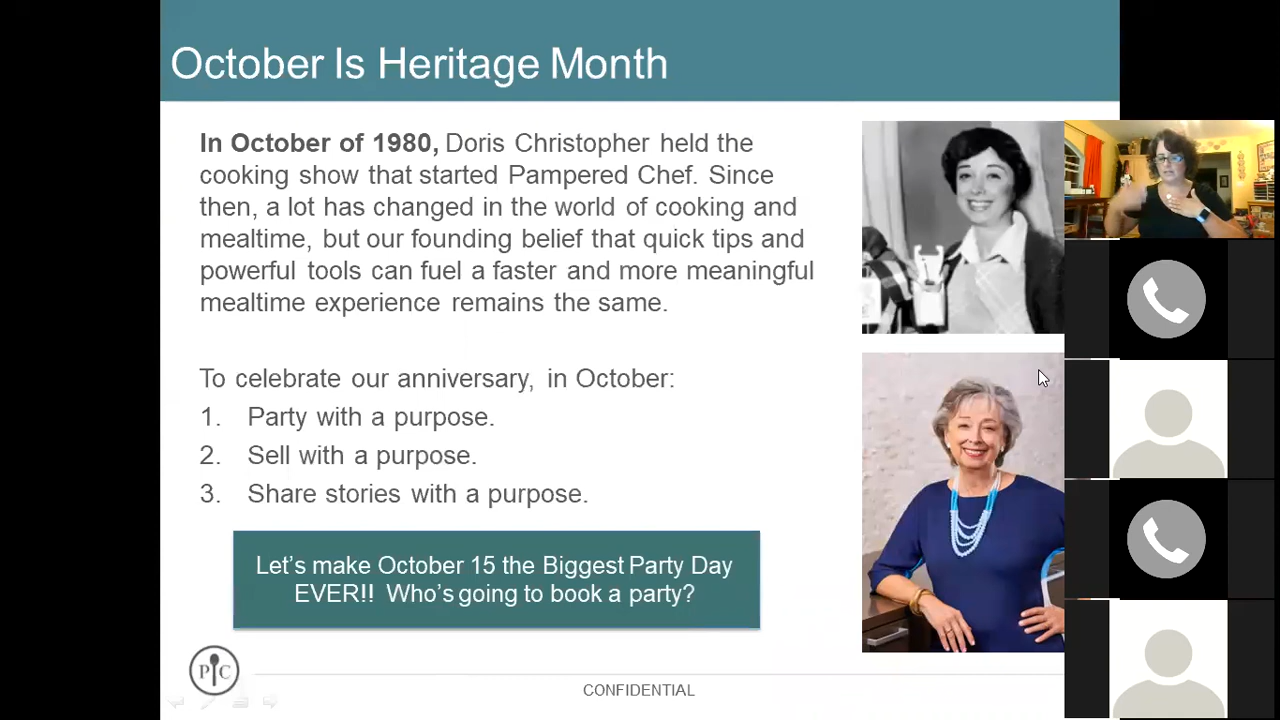 October Is Heritage Month
In October of 1980, Doris Christopher held the
cooking show that started Pampered Chef. Since
then, a lot has changed in the world of cooking and
mealtime, but our founding belief that quick tips and
powerful tools can fuel a faster and more meaningful
mealtime experience remains the same.
To celebrate our anniversary, in October:
1. Party with a purpose.
2. Sell with a purpose.
3. Share stories with a purpose.
Let's make October 15 the Biggest Party Day
EVER!! Who's going to book a party?
P C
CONFIDENTIAL